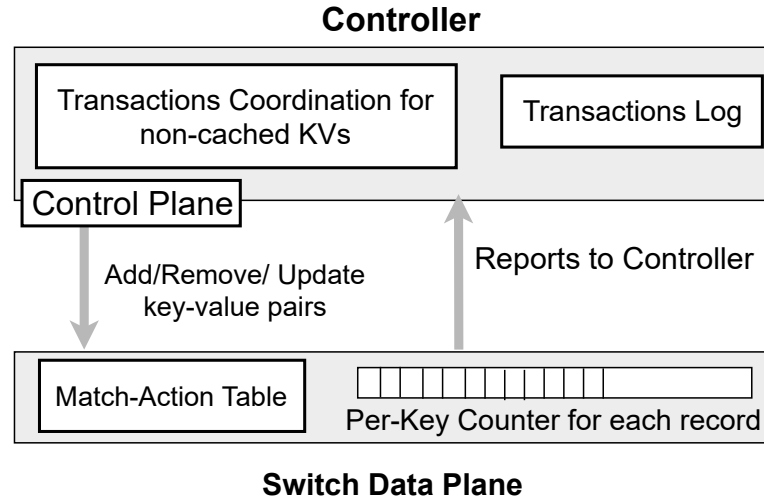 Controller
Transactions Coordination for
non-cached KVs
Transactions Log
Control Plane
Add/Remove/ Update
key-value pairs
Reports to Controller
Match-Action Table
Per-Key Counter for each record
Switch Data Plane